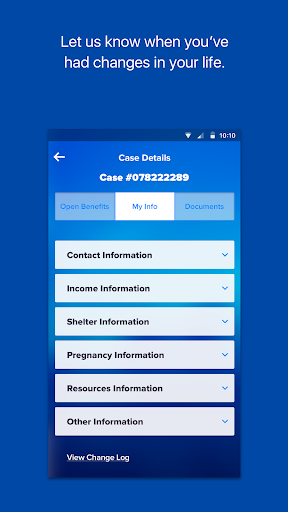 Let us know when you’ve
had changes in your life.
10:10
Case Details
Case #078222289
Open Benefits
My Info
Documents
Contact Information
Income Information
Shelter Information
Pregnancy Information
Resources Information
Other Information
View Change Log